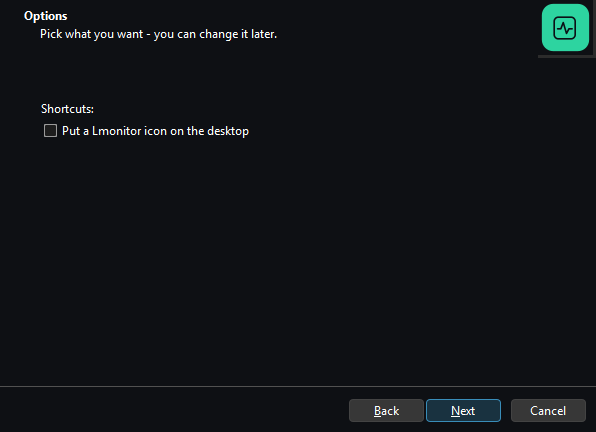 Options
Pick what you want - you can change it later.
Shortcuts:
Put a Lmonitor icon on the desktop
Back
Next
Cancel